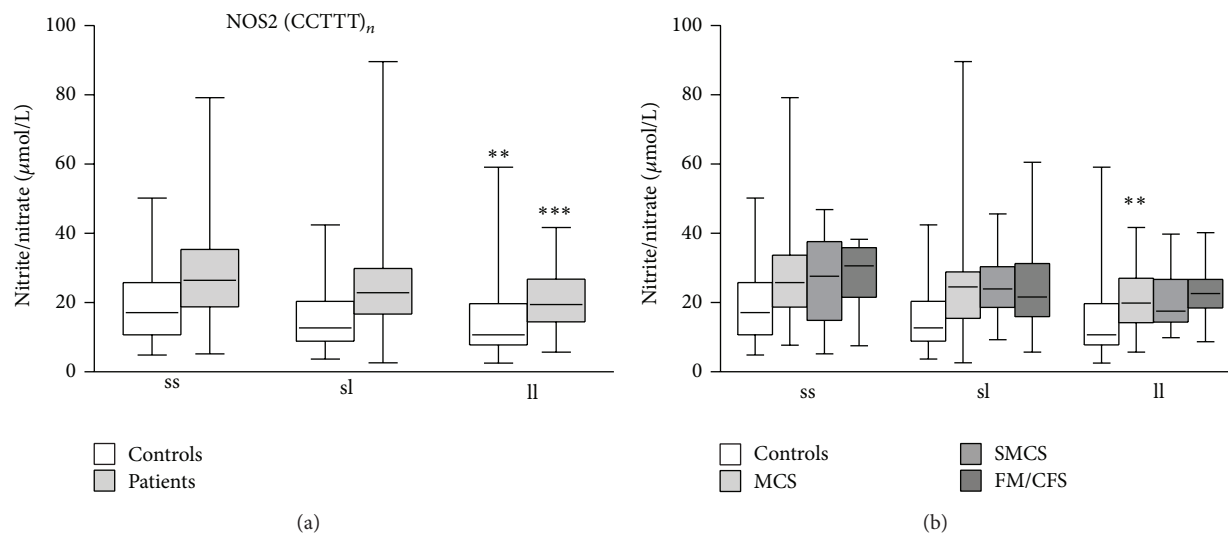 NOS2 (CCTTT)n
Nitrite/nitrate (μmol/L)
100
80
60
40
20
0
**
***
ss
sl
ll
Controls
Patients
(a)
Nitrite/nitrate (μmol/L)
100
80
60
40
20
0
**
ss
sl
ll
Controls
MCS
SMCS
FM/CFS
(b)